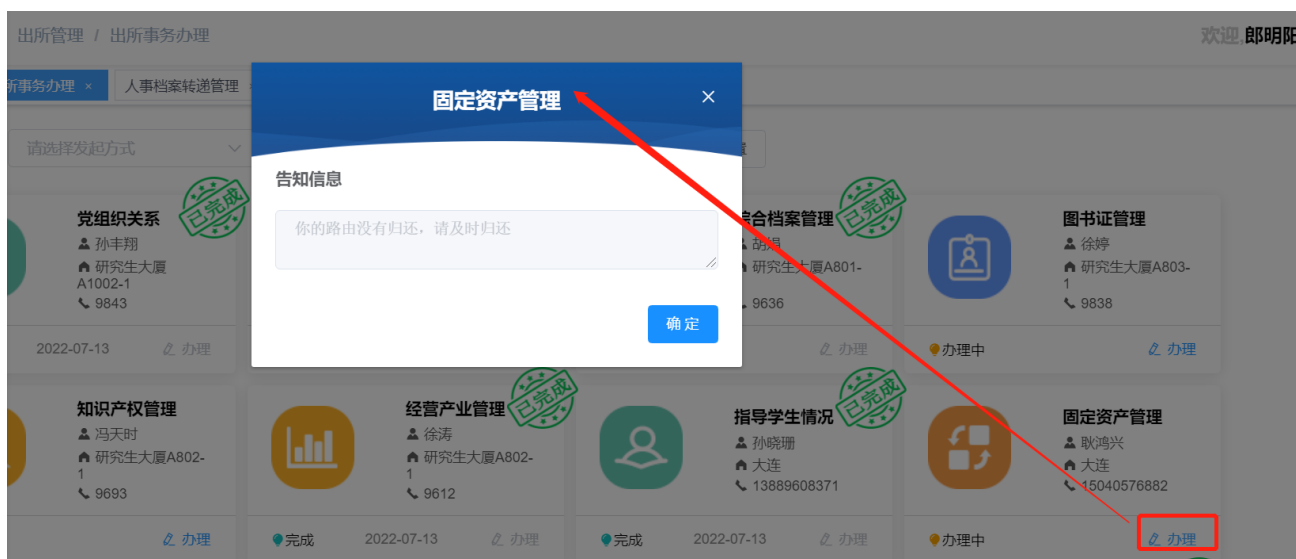 出所管理 / 出所事务办理
欢迎,郎明阳
所事务办理 ×
人事档案转递管理
固定资产管理
×
请选择发起方式
告知信息
你的路由没有归还，请及时归还
确定
党组织关系
已完成
孙丰翔
研究生大厦
A1002-1
9843
2022-07-13
办理
综合档案管理
已完成
胡娟
研究生大厦A801-
9636
办理
图书证管理
徐婷
研究生大厦A803-
1
9838
办理中
办理
知识产权管理
冯天时
研究生大厦A802-
1
9693
办理
经营产业管理
已完成
徐涛
研究生大厦A802-
1
9612
完成
2022-07-13
办理
指导学生情况
已完成
孙晓珊
大连
13889608371
完成
2022-07-13
办理
固定资产管理
耿鸿兴
大连
15040576882
办理中
办理